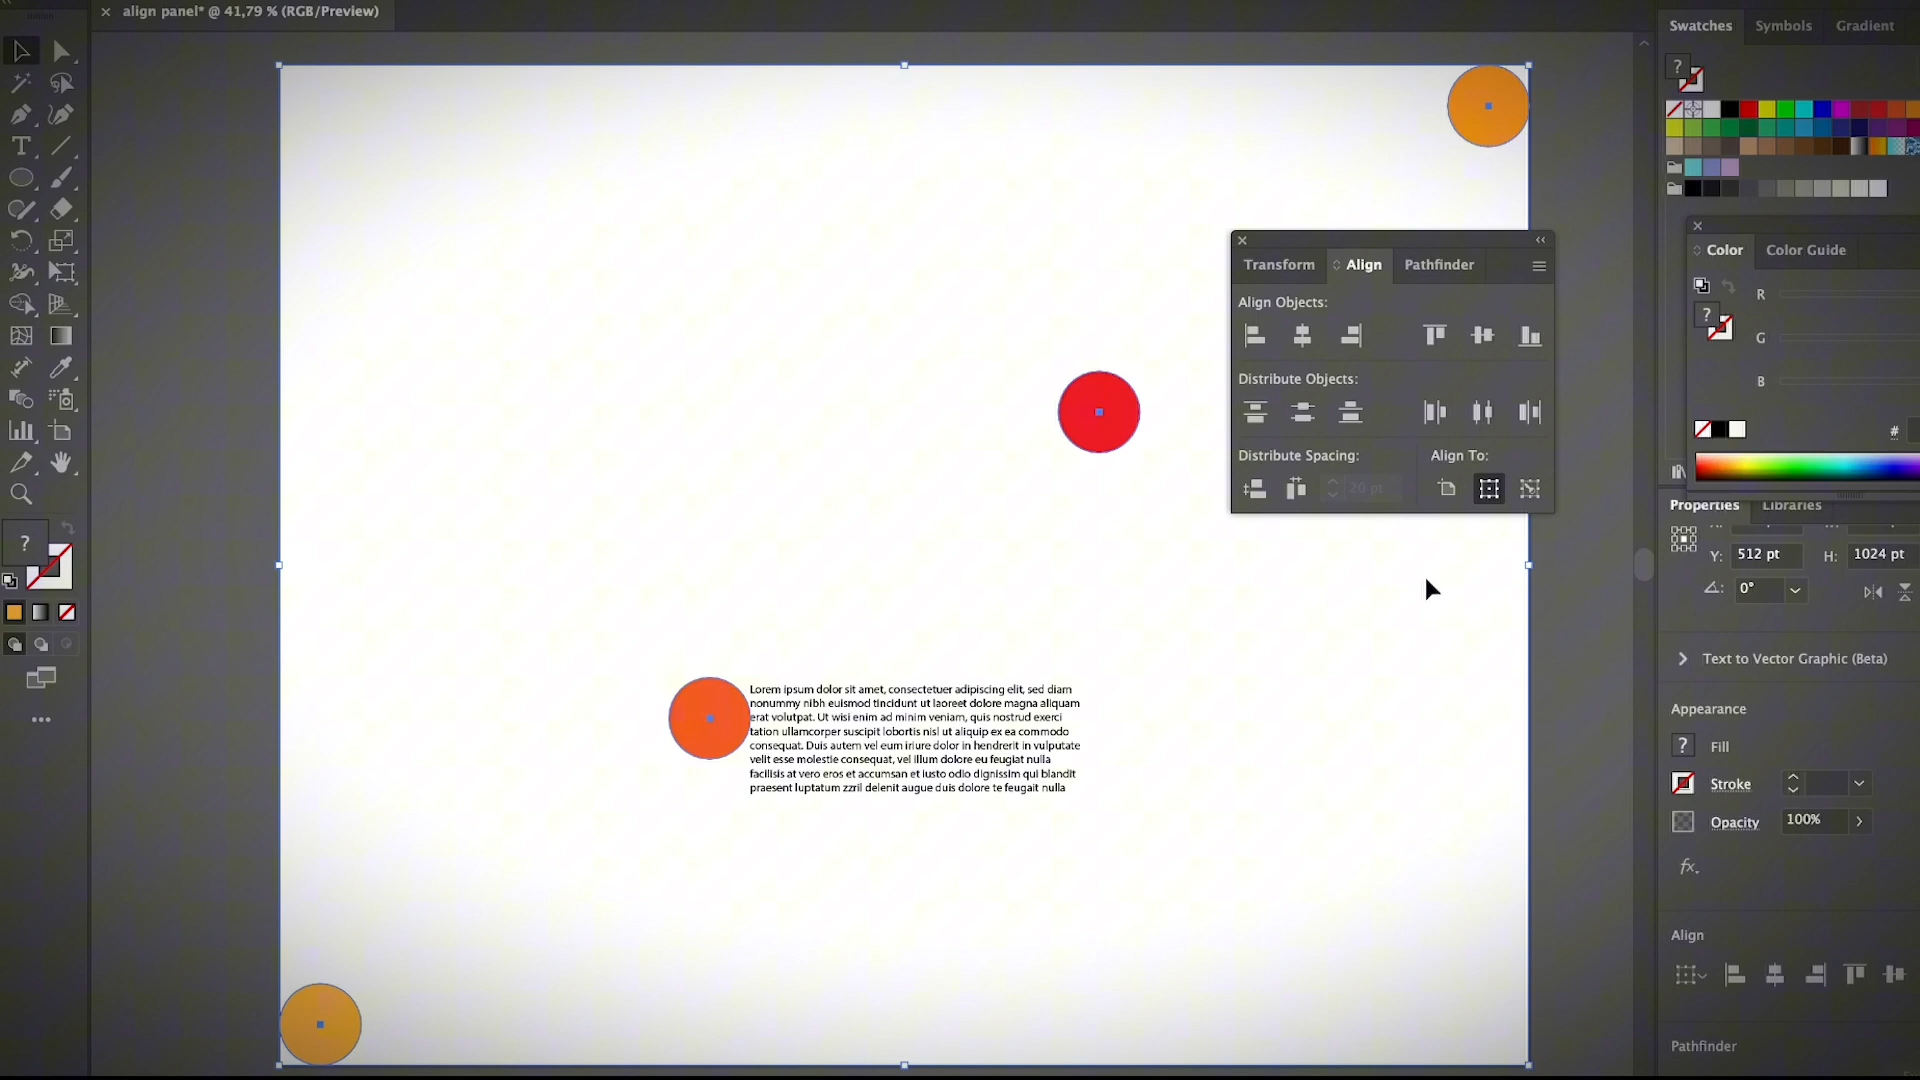 align panel* @ 41,79 % (RGB/Preview)
Swatches Symbols Gradient
Transform Align Pathfinder
Align Objects:
Distribute Objects:
Distribute Spacing: Align To:
20 pt
Color Color Guide
R
G
B
#
Properties Libraries
Y: 512 pt H: 1024 pt
0°
Text to Vector Graphic (Beta)
Appearance
? Fill
Stroke
Opacity 100%
fx.
Align
Pathfinder
Lorem ipsum dolor sit amet, consectetuer adipiscing elit, sed diam
nonummy nibh euismod tincidunt ut laoreet dolore magna aliquam
erat volutpat. Ut wisi enim ad minim veniam, quis nostrud exerci
tation ullamcorper suscipit lobortis nisl ut aliquip ex ea commodo
consequat. Duis autem vel eum iriure dolor in hendrerit in vulputate
velit esse molestie consequat, vel illum dolore eu feugiat nulla
facilisis at vero eros et accumsan et iusto odio dignissim qui blandit
praesent luptatum zzril delenit augue duis dolore te feugait nulla